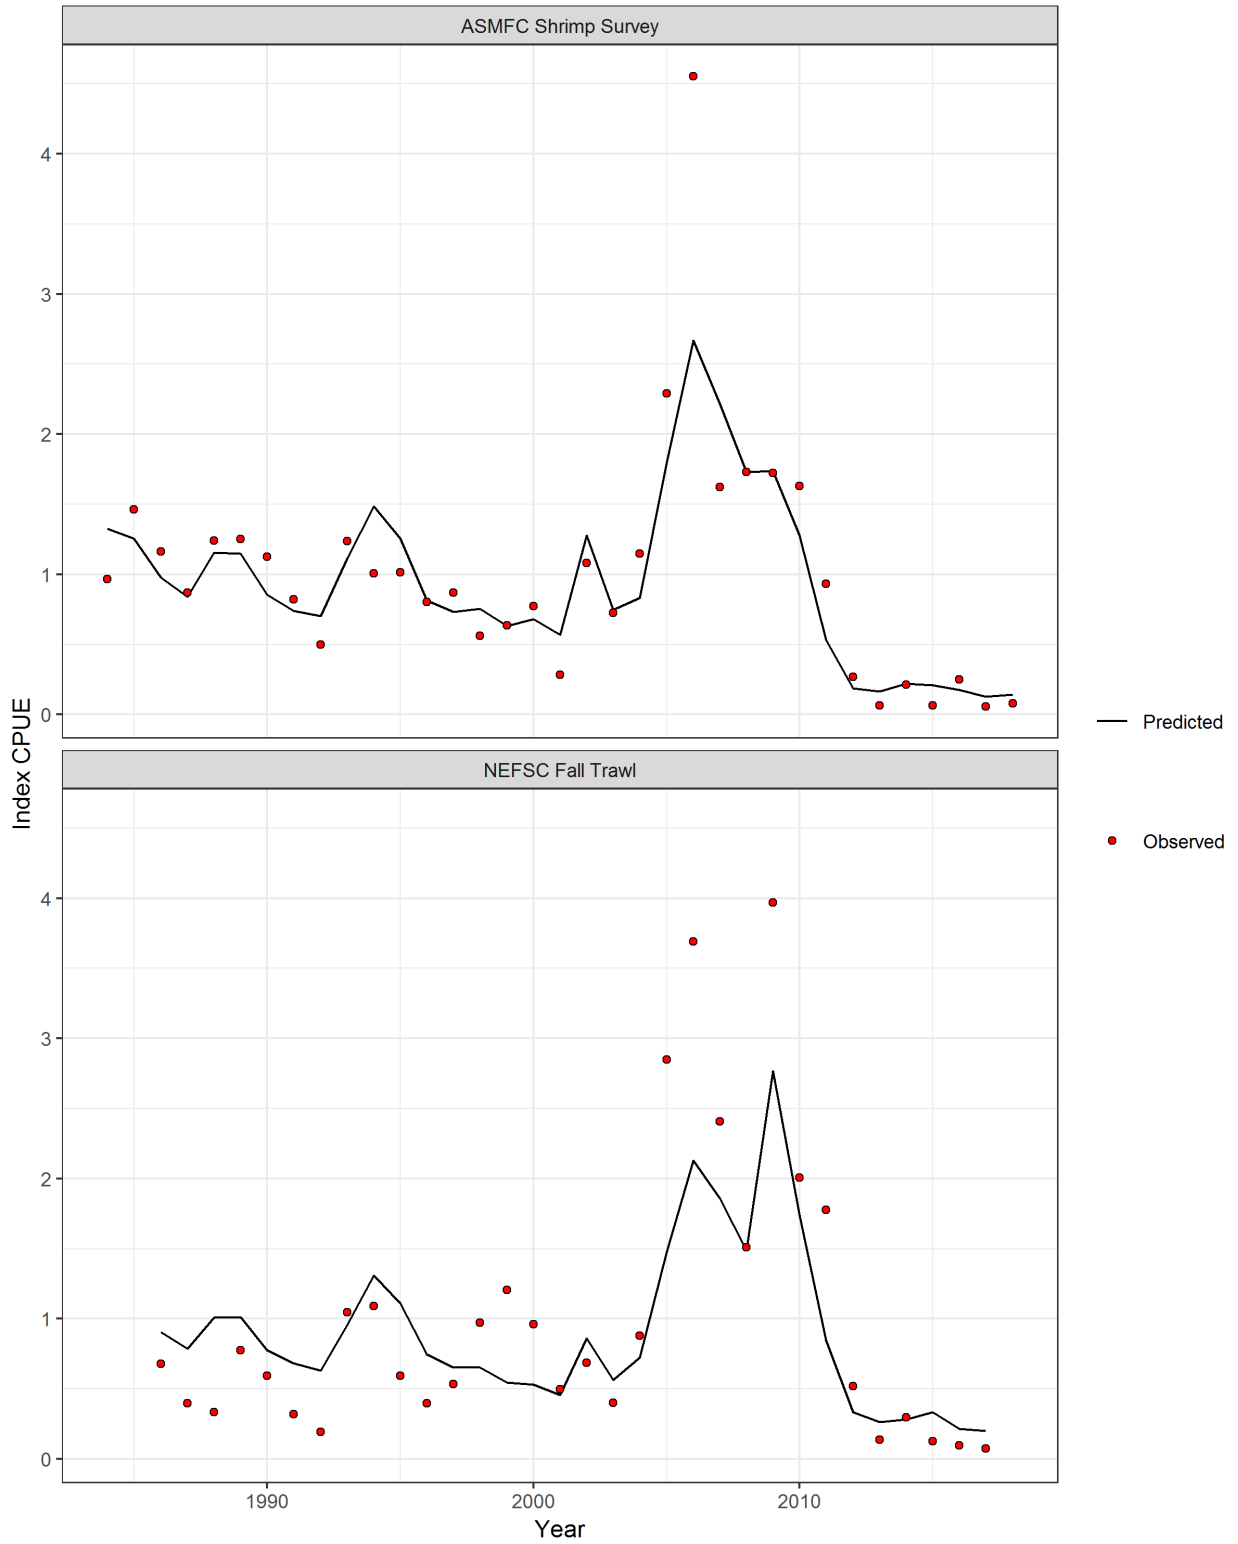 ASMFC Shrimp Survey
4
3
2
1
0
Index CPUE
Predicted
Observed
NEFSC Fall Trawl
4
3
2
1
0
1990 2000 2010
Year